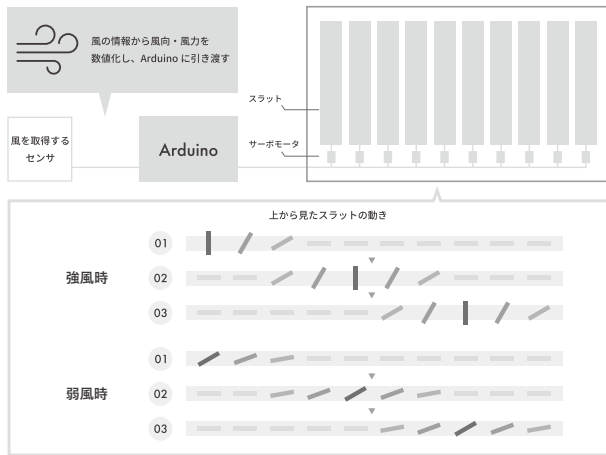 風の情報から風向・風力を
数値化し、Arduino に引き渡す
スラット
風を取得する
センサ
Arduino
サーボモータ
上から見たスラットの動き
強風時
01
02
03
弱風時
01
02
03